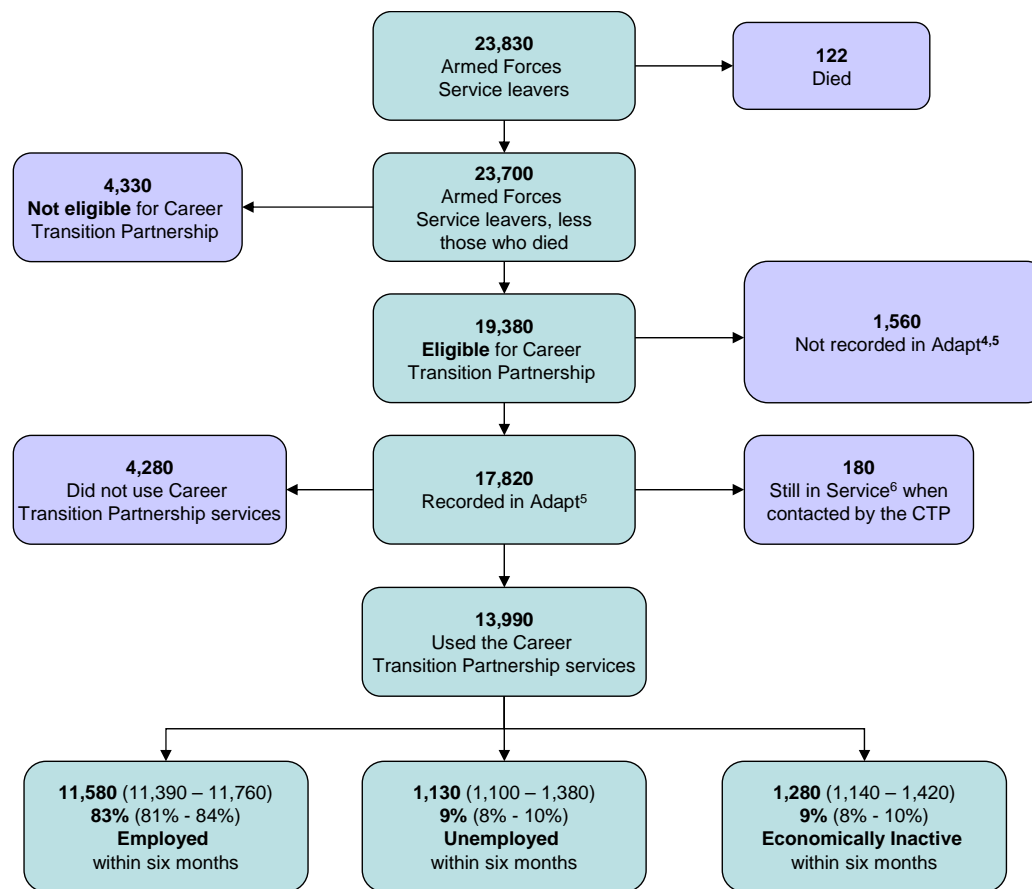 23,830
Armed Forces
Service leavers
122
Died
23,700
Armed Forces
Service leavers, less
those who died
4,330
Not eligible for Career
Transition Partnership
19,380
Eligible for Career
Transition Partnership
1,560
Not recorded in Adapt4,5
4,280
Did not use Career
Transition Partnership services
17,820
Recorded in Adapt5
180
Still in Service6 when
contacted by the CTP
13,990
Used the Career
Transition Partnership services
11,580 (11,390 – 11,760)
83% (81% - 84%)
Employed
within six months
1,130 (1,100 – 1,380)
9% (8% - 10%)
Unemployed
within six months
1,280 (1,140 – 1,420)
9% (8% - 10%)
Economically Inactive
within six months